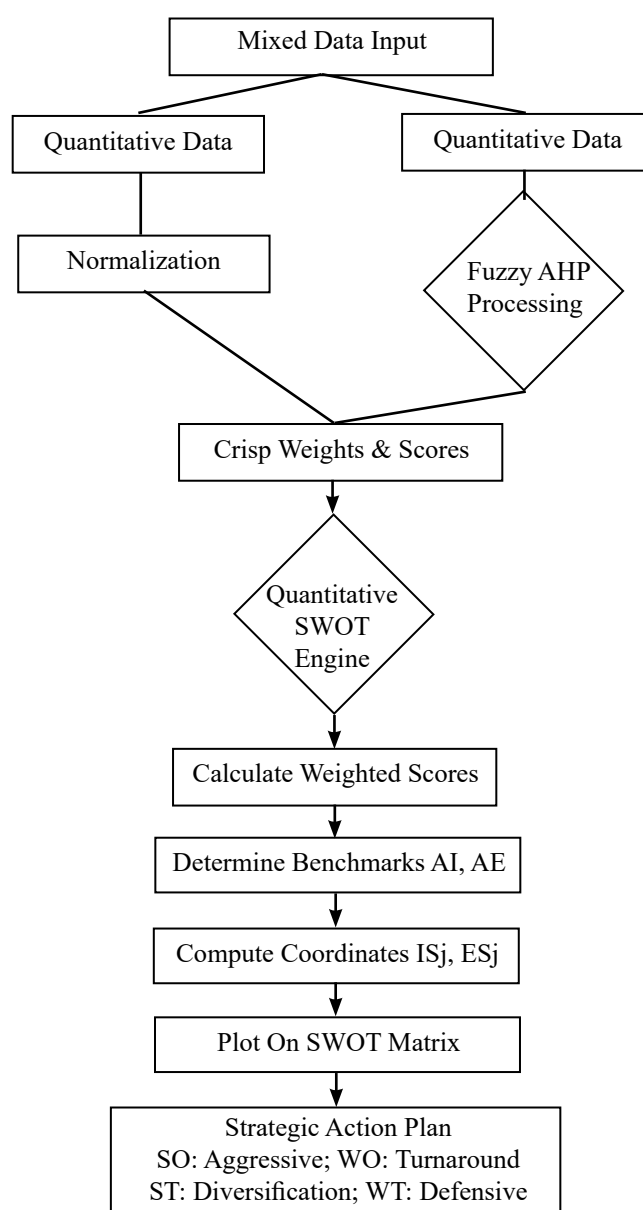 Mixed Data Input
Quantitative Data
Quantitative Data
Normalization
Fuzzy AHP
Processing
Crisp Weights & Scores
Quantitative
SWOT
Engine
Calculate Weighted Scores
Determine Benchmarks AI, AE
Compute Coordinates ISj, ESj
Plot On SWOT Matrix
Strategic Action Plan
SO: Aggressive; WO: Turnaround
ST: Diversification; WT: Defensive